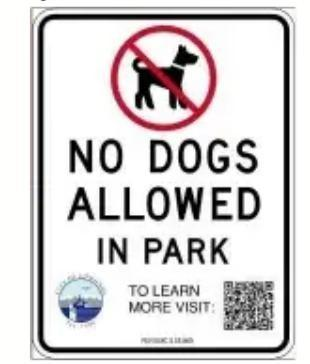 NO DOGS
ALLOWED
IN PARK
TO LEARN
MORE VISIT: